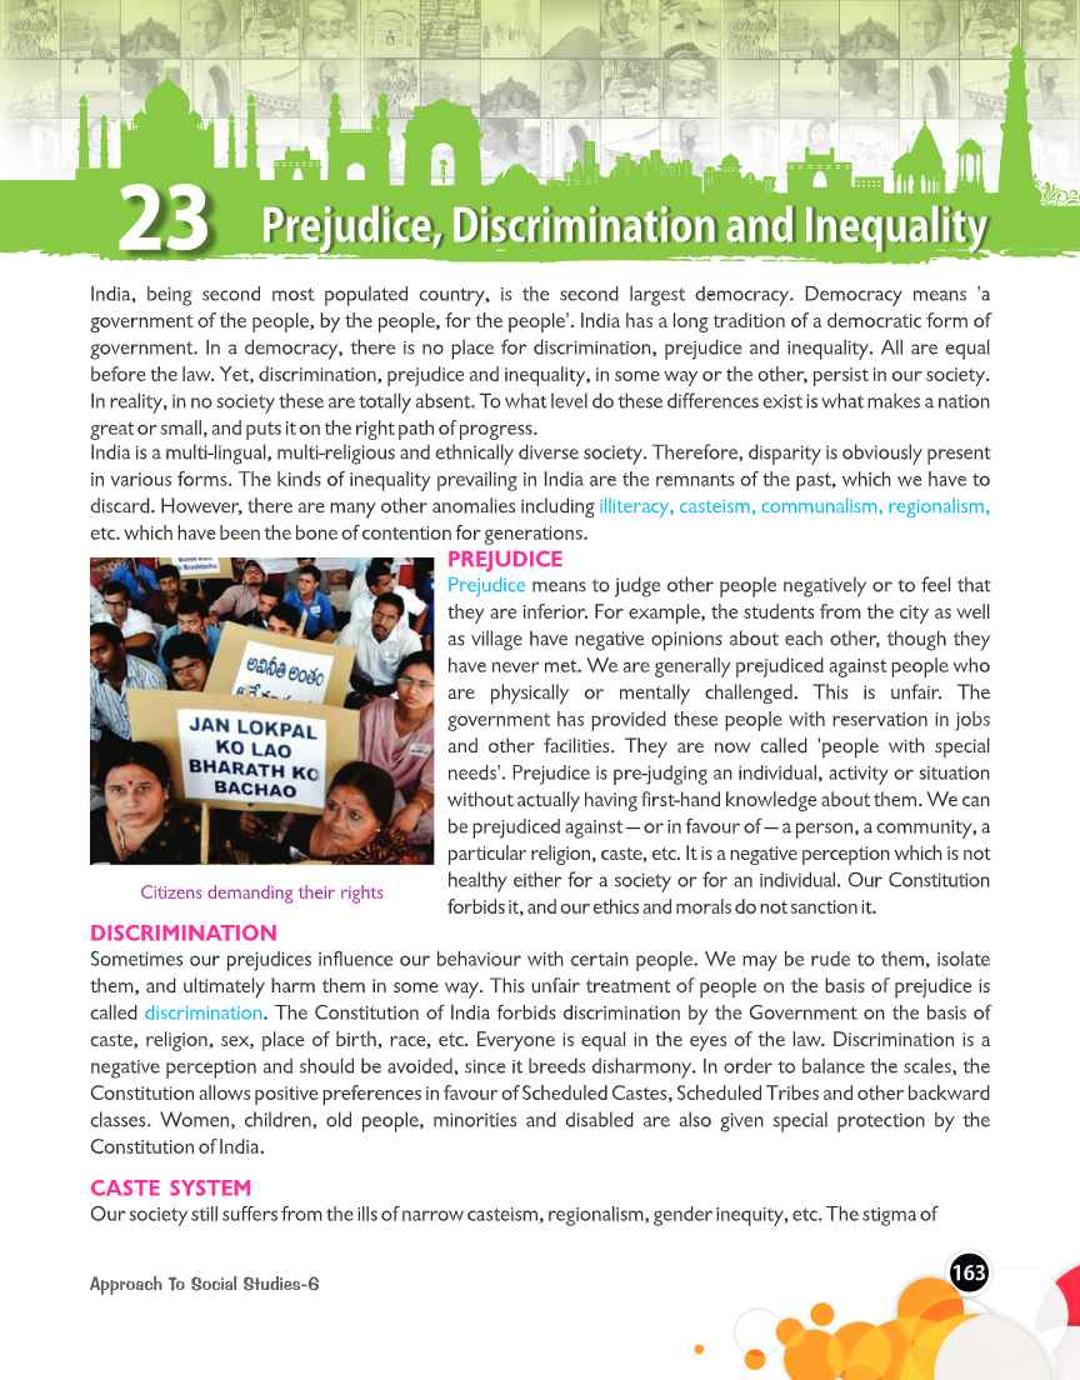 23 Prejudice, Discrimination and Inequality
India, being second most populated country, is the second largest democracy. Democracy means 'a
government of the people, by the people, for the people'. India has a long tradition of a democratic form of
government. In a democracy, there is no place for discrimination, prejudice and inequality. All are equal
before the law. Yet, discrimination, prejudice and inequality, in some way or the other, persist in our society.
In reality, in no society these are totally absent. To what level do these differences exist is what makes a nation
great or small, and puts it on the right path of progress.
India is a multi-lingual, multi-religious and ethnically diverse society. Therefore, disparity is obviously present
in various forms. The kinds of inequality prevailing in India are the remnants of the past, which we have to
discard. However, there are many other anomalies including illiteracy, casteism, communalism, regionalism,
etc. which have been the bone of contention for generations.
అవినీతి అంతం
JAN LOKPAL
KO LAO
BHARATH KO
BACHAO
Citizens demanding their rights
PREJUDICE
Prejudice means to judge other people negatively or to feel that
they are inferior. For example, the students from the city as well
as village have negative opinions about each other, though they
have never met. We are generally prejudiced against people who
are physically or mentally challenged. This is unfair. The
government has provided these people with reservation in jobs
and other facilities. They are now called 'people with special
needs'. Prejudice is pre-judging an individual, activity or situation
without actually having first-hand knowledge about them. We can
be prejudiced against – or in favour of – a person, a community, a
particular religion, caste, etc. It is a negative perception which is not
healthy either for a society or for an individual. Our Constitution
forbids it, and our ethics and morals do not sanction it.
DISCRIMINATION
Sometimes our prejudices influence our behaviour with certain people. We may be rude to them, isolate
them, and ultimately harm them in some way. This unfair treatment of people on the basis of prejudice is
called discrimination. The Constitution of India forbids discrimination by the Government on the basis of
caste, religion, sex, place of birth, race, etc. Everyone is equal in the eyes of the law. Discrimination is a
negative perception and should be avoided, since it breeds disharmony. In order to balance the scales, the
Constitution allows positive preferences in favour of Scheduled Castes, Scheduled Tribes and other backward
classes. Women, children, old people, minorities and disabled are also given special protection by the
Constitution of India.
CASTE SYSTEM
Our society still suffers from the ills of narrow casteism, regionalism, gender inequity, etc. The stigma of
Approach To Social Studies-6
163